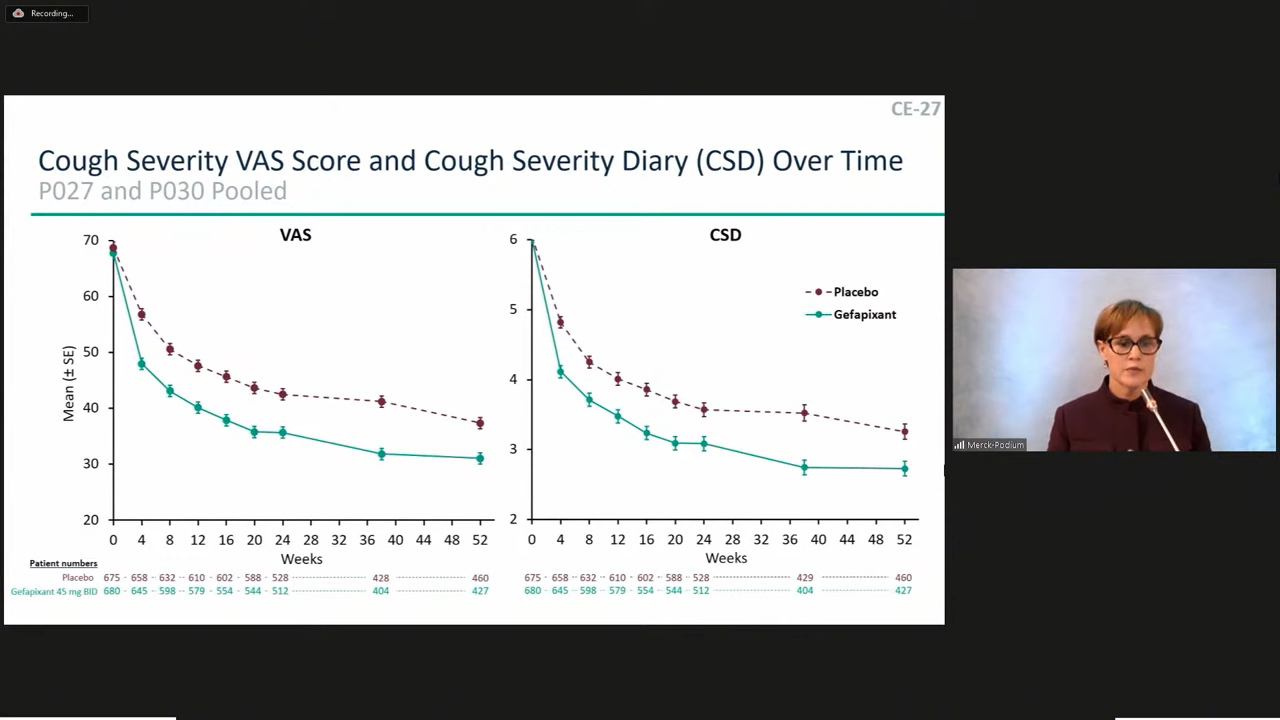 Recording...
CE-27
Cough Severity VAS Score and Cough Severity Diary (CSD) Over Time
P027 and P030 Pooled
VAS
70
60
50
40
30
20
Mean (± SE)
0 4 8 12 16 20 24 28 32 36 40 44 48 52
Weeks
CSD
6
5
4
3
2
Placebo
Gefapixant
0 4 8 12 16 20 24 28 32 36 40 44 48 52
Weeks
Patient numbers
Placebo 675 658 632 610 602 588 528 428 460
Gefapixant 45 mg BID 680 645 598 579 554 544 512 404 427
675 658 632 610 602 588 528 429 460
680 645 598 579 554 544 512 404 427
Merck-Podium